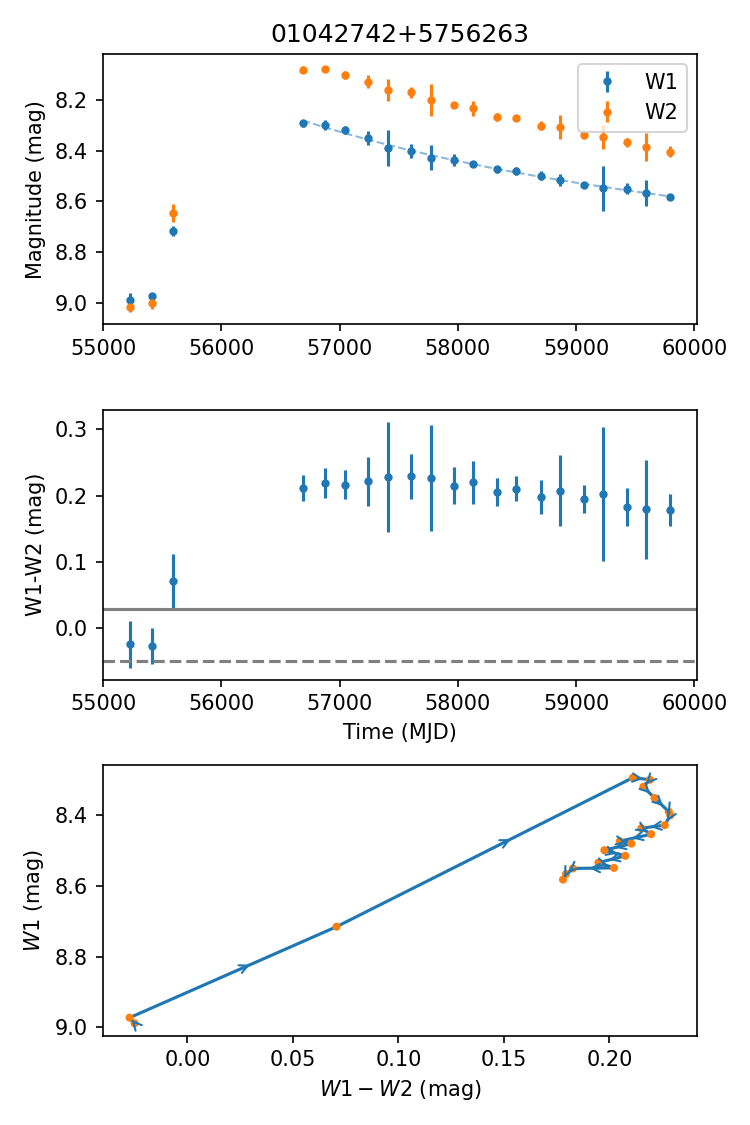 01042742+5756263
Magnitude (mag)
8.2
8.4
8.6
8.8
9.0
W1
W2
55000 56000 57000 58000 59000 60000
W1-W2 (mag)
0.3
0.2
0.1
0.0
55000 56000 57000 58000 59000 60000
Time (MJD)
W1 (mag)
8.4
8.6
8.8
9.0
0.00 0.05 0.10 0.15 0.20
W1 − W2 (mag)